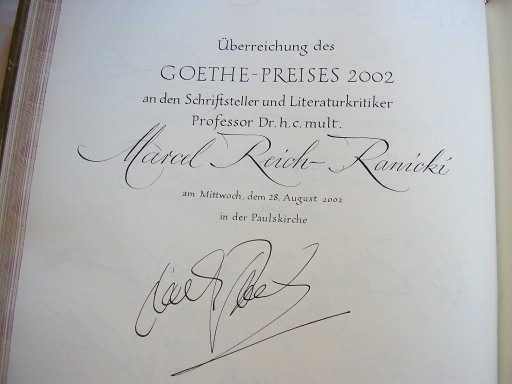 Überreichung des
GOETHE-PREISES 2002
an den Schriftsteller und Literaturkritiker
Professor Dr. h. c. mult.
Marcel Reich-Ranicki
am Mittwoch, dem 28. August 2002
in der Paulskirche